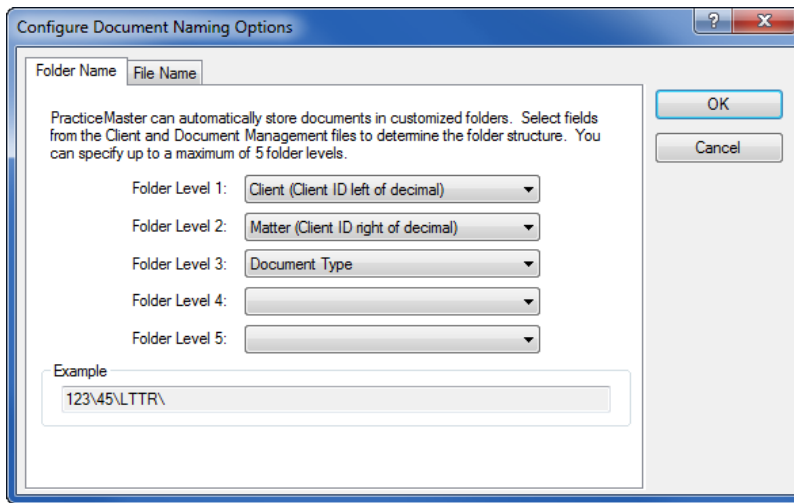 Configure Document Naming Options
Folder Name
File Name
PracticeMaster can automatically store documents in customized folders. Select fields
from the Client and Document Management files to determine the folder structure. You
can specify up to a maximum of 5 folder levels.
Folder Level 1: Client (Client ID left of decimal)
Folder Level 2: Matter (Client ID right of decimal)
Folder Level 3: Document Type
Folder Level 4:
Folder Level 5:
Example
123\45\LTTR\
OK
Cancel